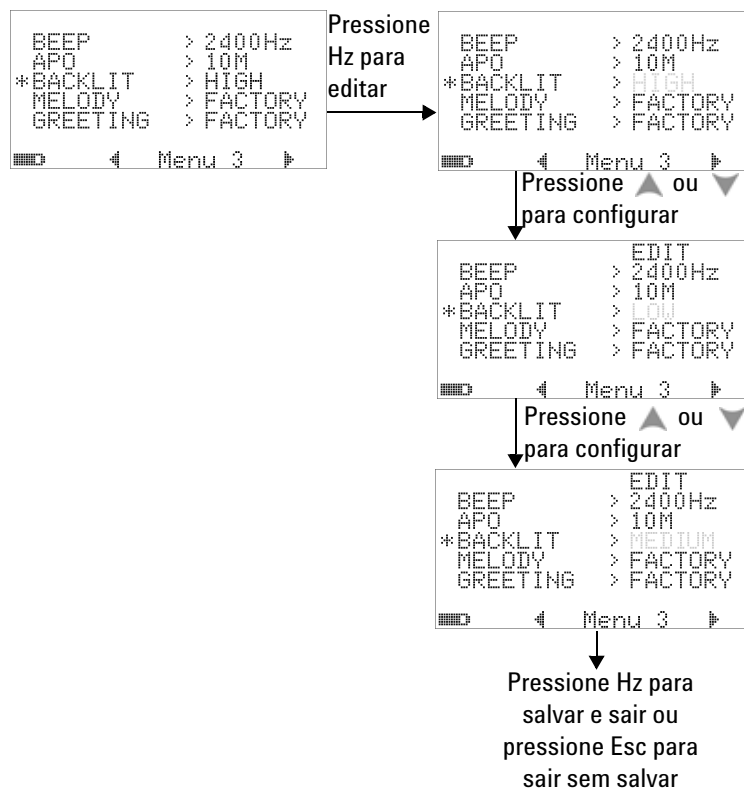 BEEP > 2400Hz
APO > 10M
*BACKLIT > HIGH
MELODY > FACTORY
GREETING > FACTORY
Menu 3
Pressione
Hz para
editar
BEEP > 2400Hz
APO > 10M
*BACKLIT > HIGH
MELODY > FACTORY
GREETING > FACTORY
Menu 3
Pressione ou
para configurar
EDIT
BEEP > 2400Hz
APO > 10M
*BACKLIT > LOW
MELODY > FACTORY
GREETING > FACTORY
Menu 3
Pressione ou
para configurar
EDIT
BEEP > 2400Hz
APO > 10M
*BACKLIT > MEDIUM
MELODY > FACTORY
GREETING > FACTORY
Menu 3
Pressione Hz para
salvar e sair ou
pressione Esc para
sair sem salvar